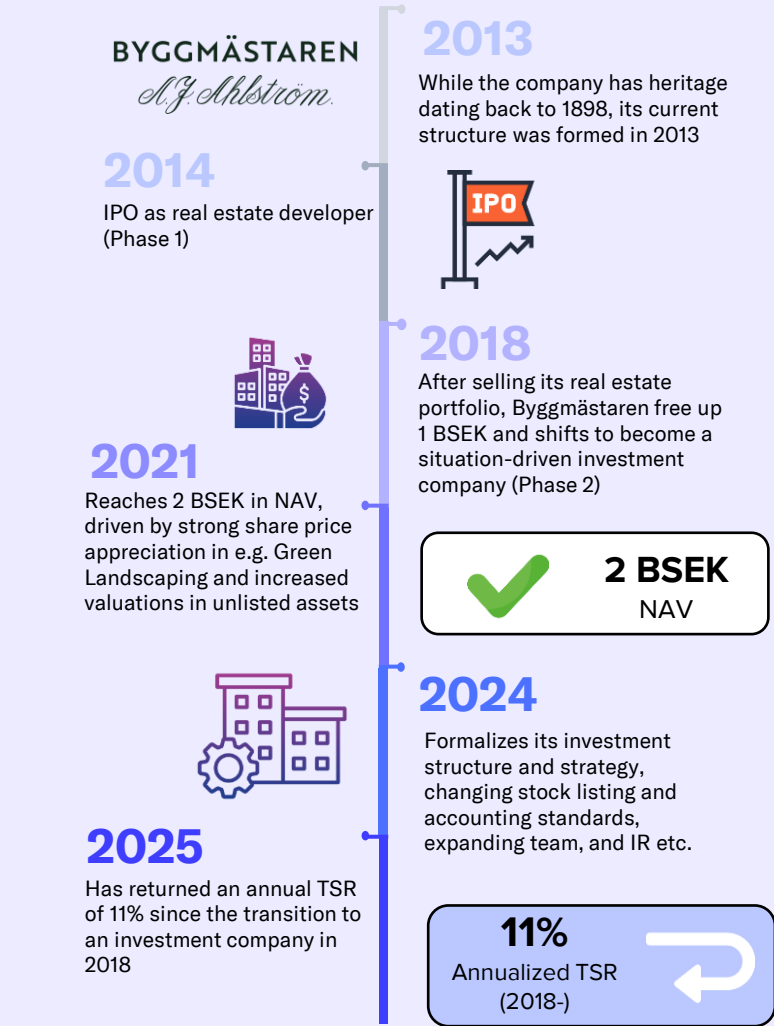 BYGGMÄSTAREN
A.J. Ahlström.
2013
While the company has heritage
dating back to 1898, its current
structure was formed in 2013
2014
IPO as real estate developer
(Phase 1)
IPO
2018
After selling its real estate
portfolio, Byggmästaren free up
1 BSEK and shifts to become a
situation-driven investment
company (Phase 2)
$
2021
Reaches 2 BSEK in NAV,
driven by strong share price
appreciation in e.g. Green
Landscaping and increased
valuations in unlisted assets
2 BSEK
NAV
2024
Formalizes its investment
structure and strategy,
changing stock listing and
accounting standards,
expanding team, and IR etc.
2025
Has returned an annual TSR
of 11% since the transition to
an investment company in
2018
11%
Annualized TSR
(2018-)